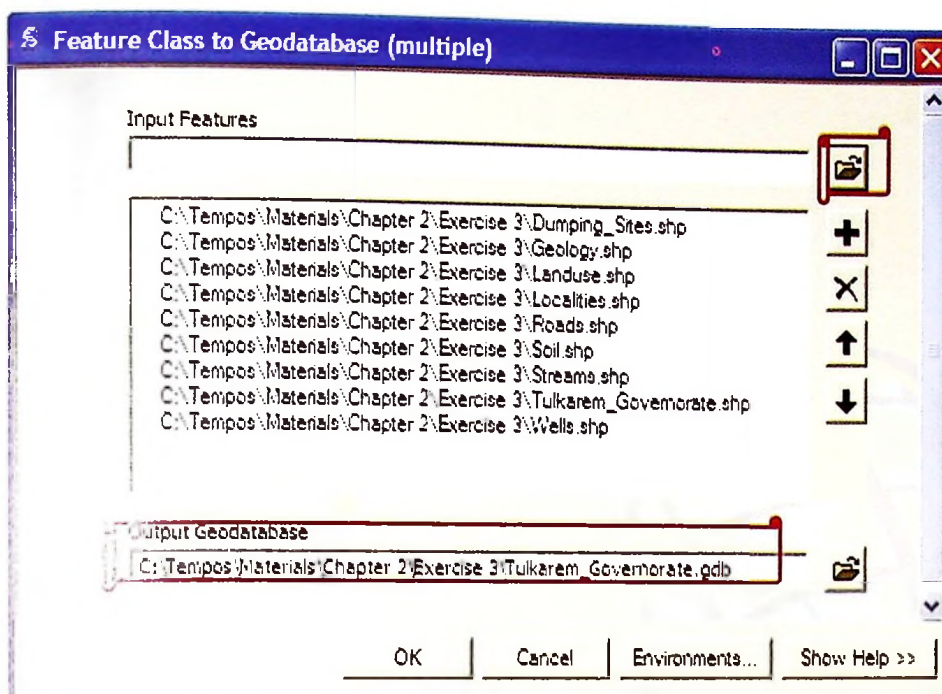 Feature Class to Geodatabase (multiple)
Input Features
C:\Tempos\Materials\Chapter 2\Exercise 3\Dumping_Sites.shp
C:\Tempos\Materials\Chapter 2\Exercise 3\Geology.shp
C:\Tempos\Materials\Chapter 2\Exercise 3\Landuse.shp
C:\Tempos\Materials\Chapter 2\Exercise 3\Localities.shp
C:\Tempos\Materials\Chapter 2\Exercise 3\Roads.shp
C:\Tempos\Materials\Chapter 2\Exercise 3\Soil.shp
C:\Tempos\Materials\Chapter 2\Exercise 3\Streams.shp
C:\Tempos\Materials\Chapter 2\Exercise 3\Tulkarem_Governorate.shp
C:\Tempos\Materials\Chapter 2\Exercise 3\Wells.shp
Output Geodatabase
C:\Tempos\Materials\Chapter 2\Exercise 3\Tulkarem_Governorate.gdb
OK Cancel Environments... Show Help >>